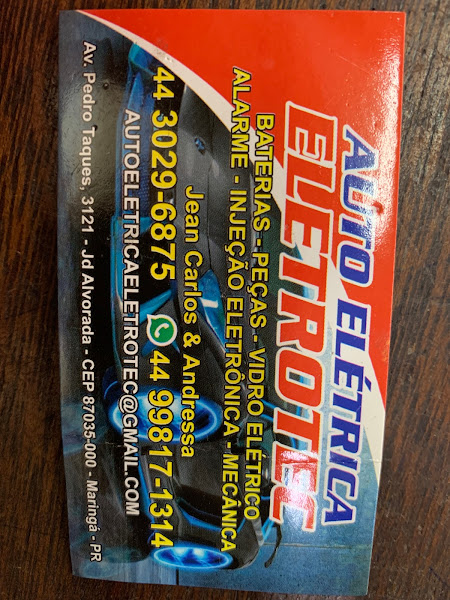 AUTO ELÉTRICA
ELETROTEC
BATERIAS - PEÇAS - VIDRO ELÉTRICO
ALARME - INJEÇÃO ELETRÔNICA - MECÂNICA
Jean Carlos & Andressa
44 3029-6875 44 99817-1314
AUTOELETRICAELETROTEC@GMAIL.COM
Av. Pedro Taques, 3121 - Jd Alvorada - CEP 87035-000 - Maringá - PR